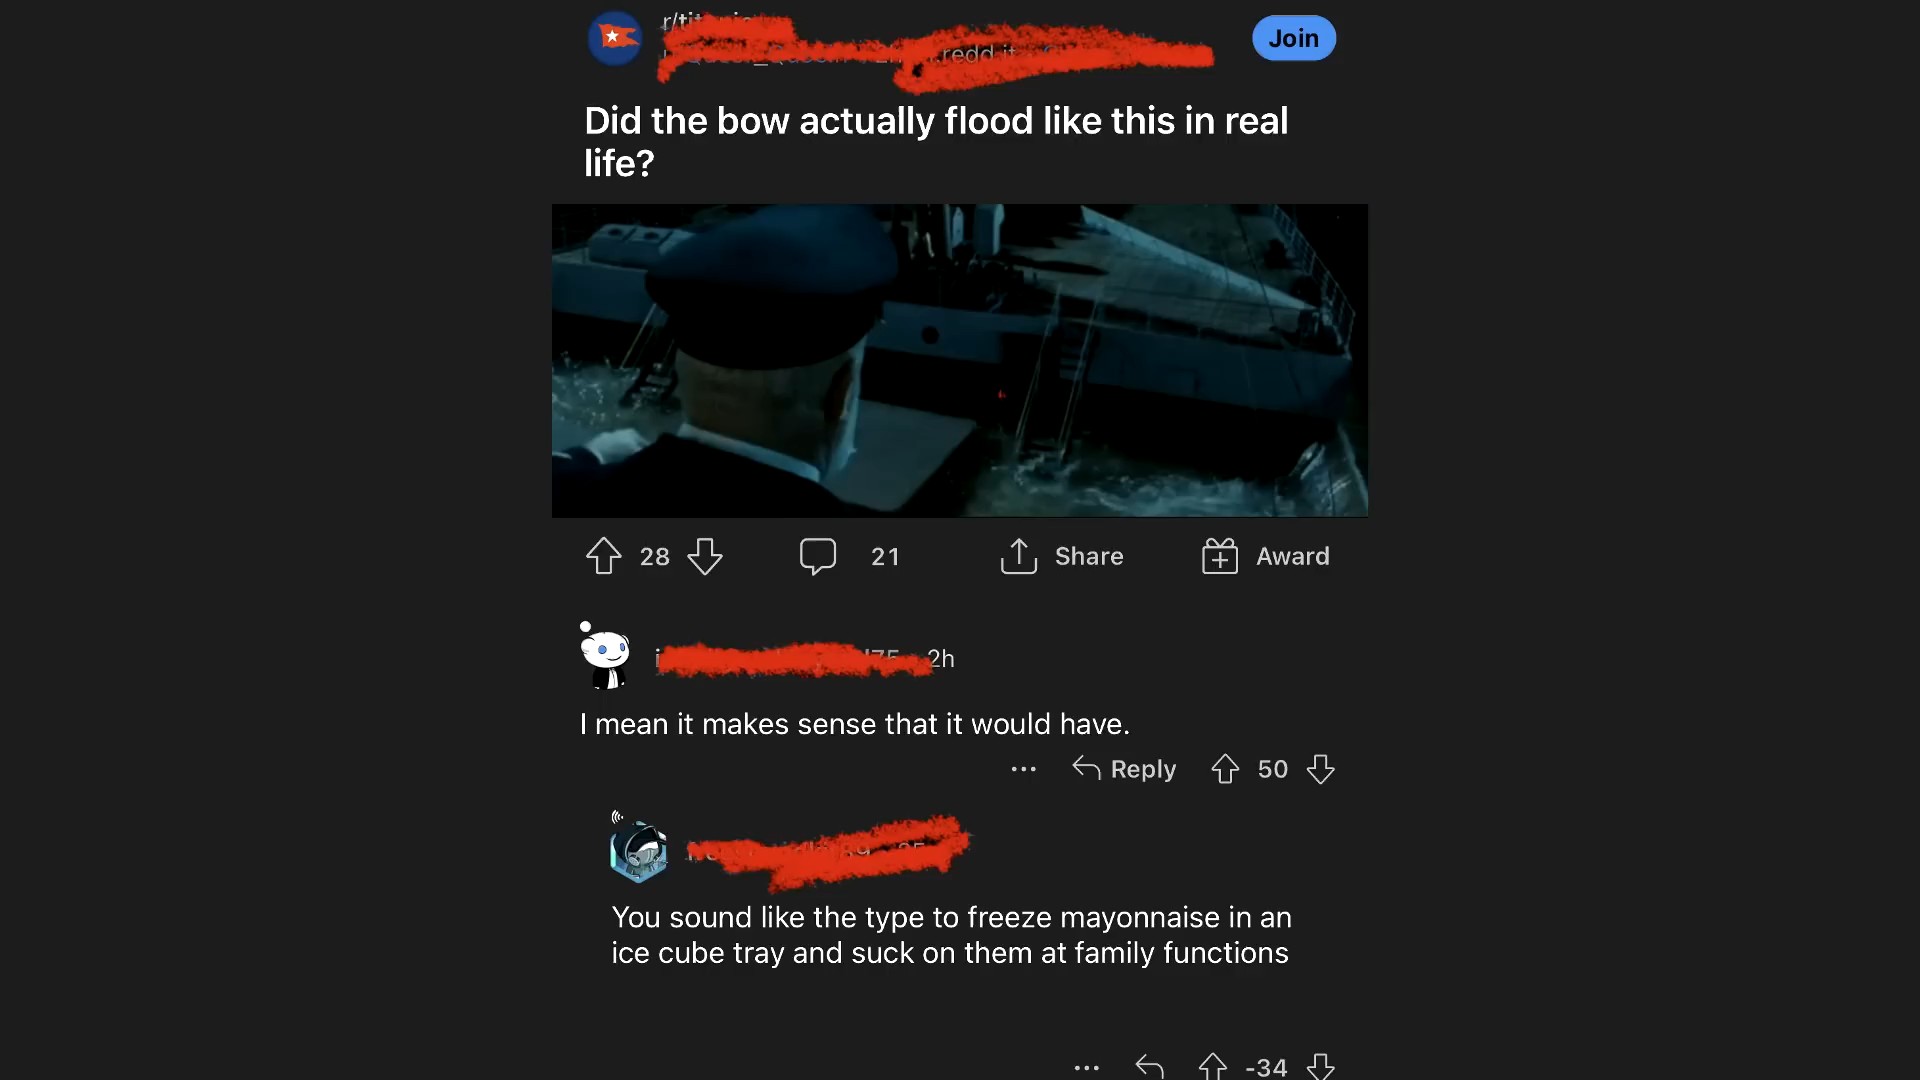 Join
Did the bow actually flood like this in real
life?
28
21
Share
Award
2h
I mean it makes sense that it would have.
Reply
50
You sound like the type to freeze mayonnaise in an
ice cube tray and suck on them at family functions
-34